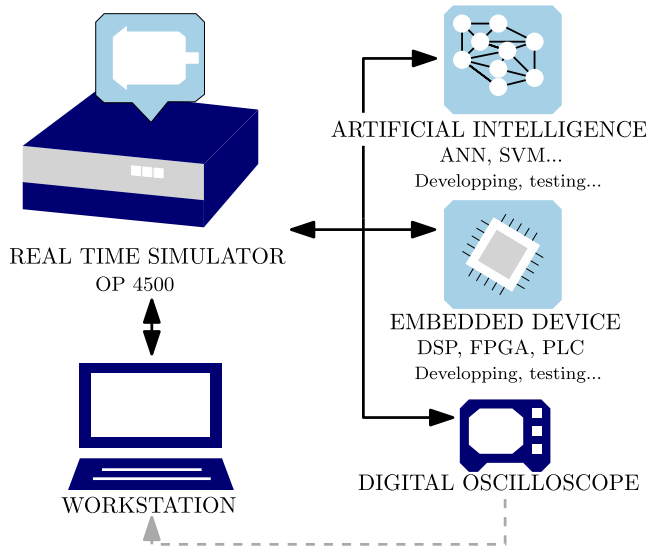 ARTIFICIAL INTELLIGENCE
ANN, SVM...
Developping, testing...
REAL TIME SIMULATOR
OP 4500
EMBEDDED DEVICE
DSP, FPGA, PLC
Developping, testing...
DIGITAL OSCILLOSCOPE
WORKSTATION